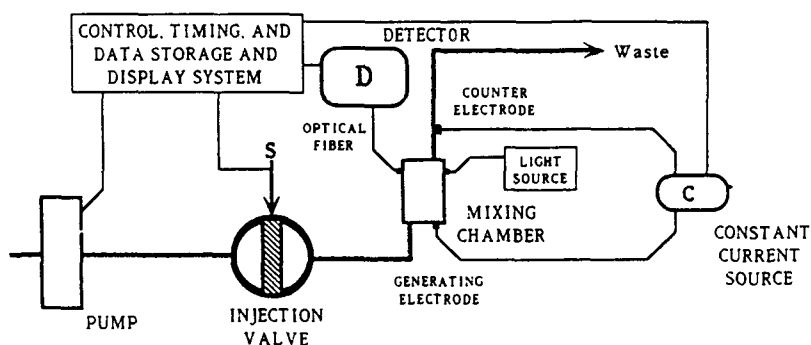 CONTROL, TIMING, AND
DATA STORAGE AND
DISPLAY SYSTEM
DETECTOR
D
Waste
COUNTER
ELECTRODE
OPTICAL
FIBER
S
LIGHT
SOURCE
C
MIXING
CHAMBER
CONSTANT
CURRENT
SOURCE
GENERATING
ELECTRODE
PUMP
INJECTION
VALVE